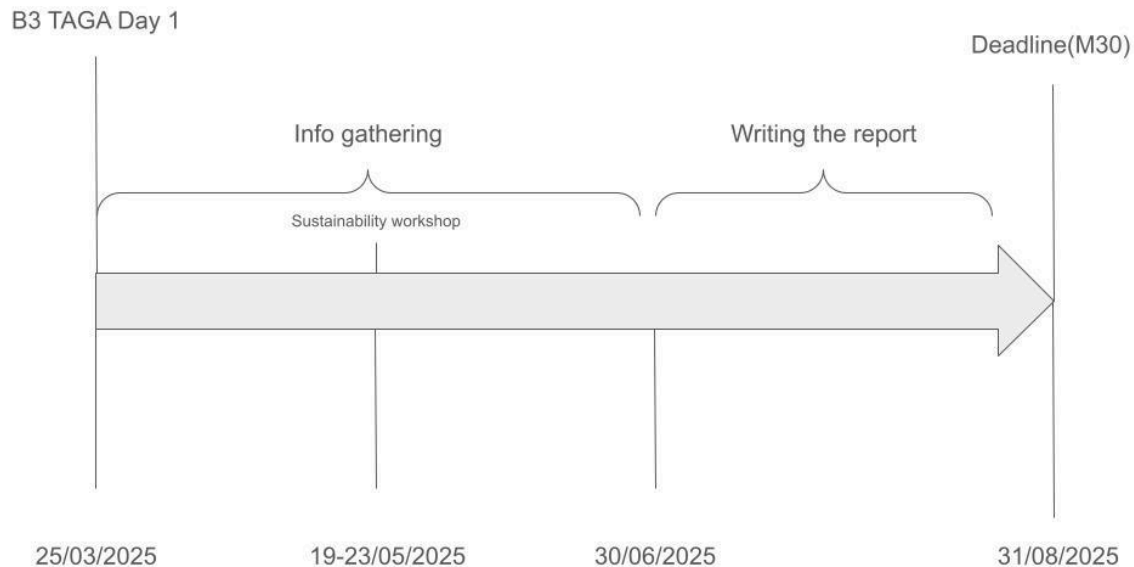 B3 TAGA Day 1
Deadline(M30)
Info gathering
Writing the report
Sustainability workshop
25/03/2025
19-23/05/2025
30/06/2025
31/08/2025